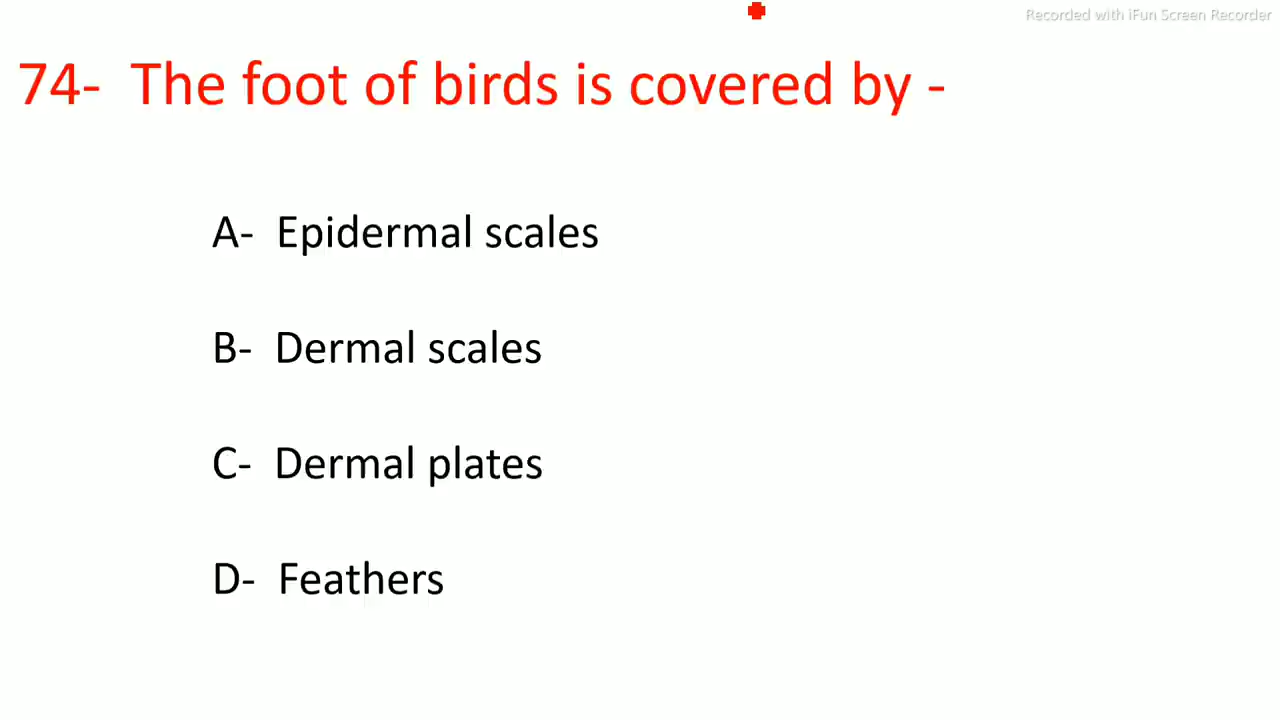 Recorded with iFun Screen Recorder
74- The foot of birds is covered by -
A- Epidermal scales
B- Dermal scales
C- Dermal plates
D- Feathers